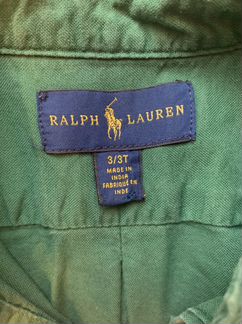 RALPH LAUREN
3/3T
MADE IN
INDIA
FABRIQUÉ EN
INDE